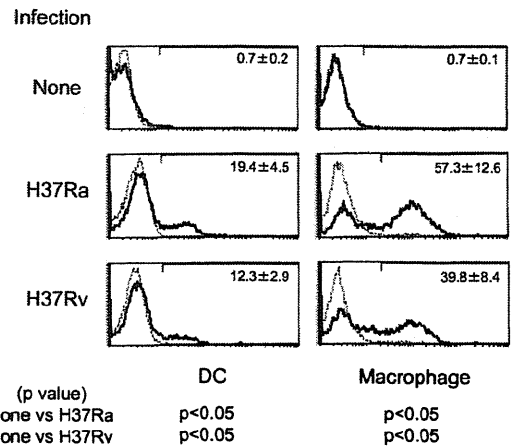 Infection
None
0.7±0.2
0.7±0.1
H37Ra
19.4±4.5
57.3±12.6
H37Rv
12.3±2.9
39.8±8.4
DC
Macrophage
(p value)
one vs H37Ra
p<0.05
p<0.05
one vs H37Rv
p<0.05
p<0.05